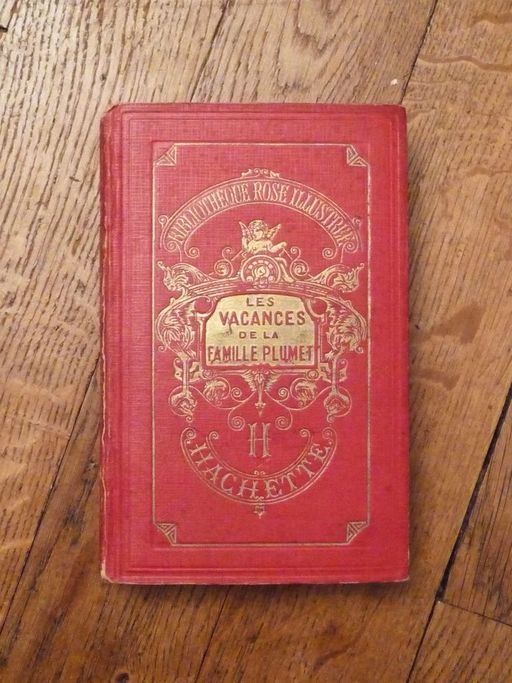 BIBLIOTHÈQUE ROSE ILLUSTRÉE
LES
VACANCES
DE LA
FAMILLE PLUMET
H
HACHETTE